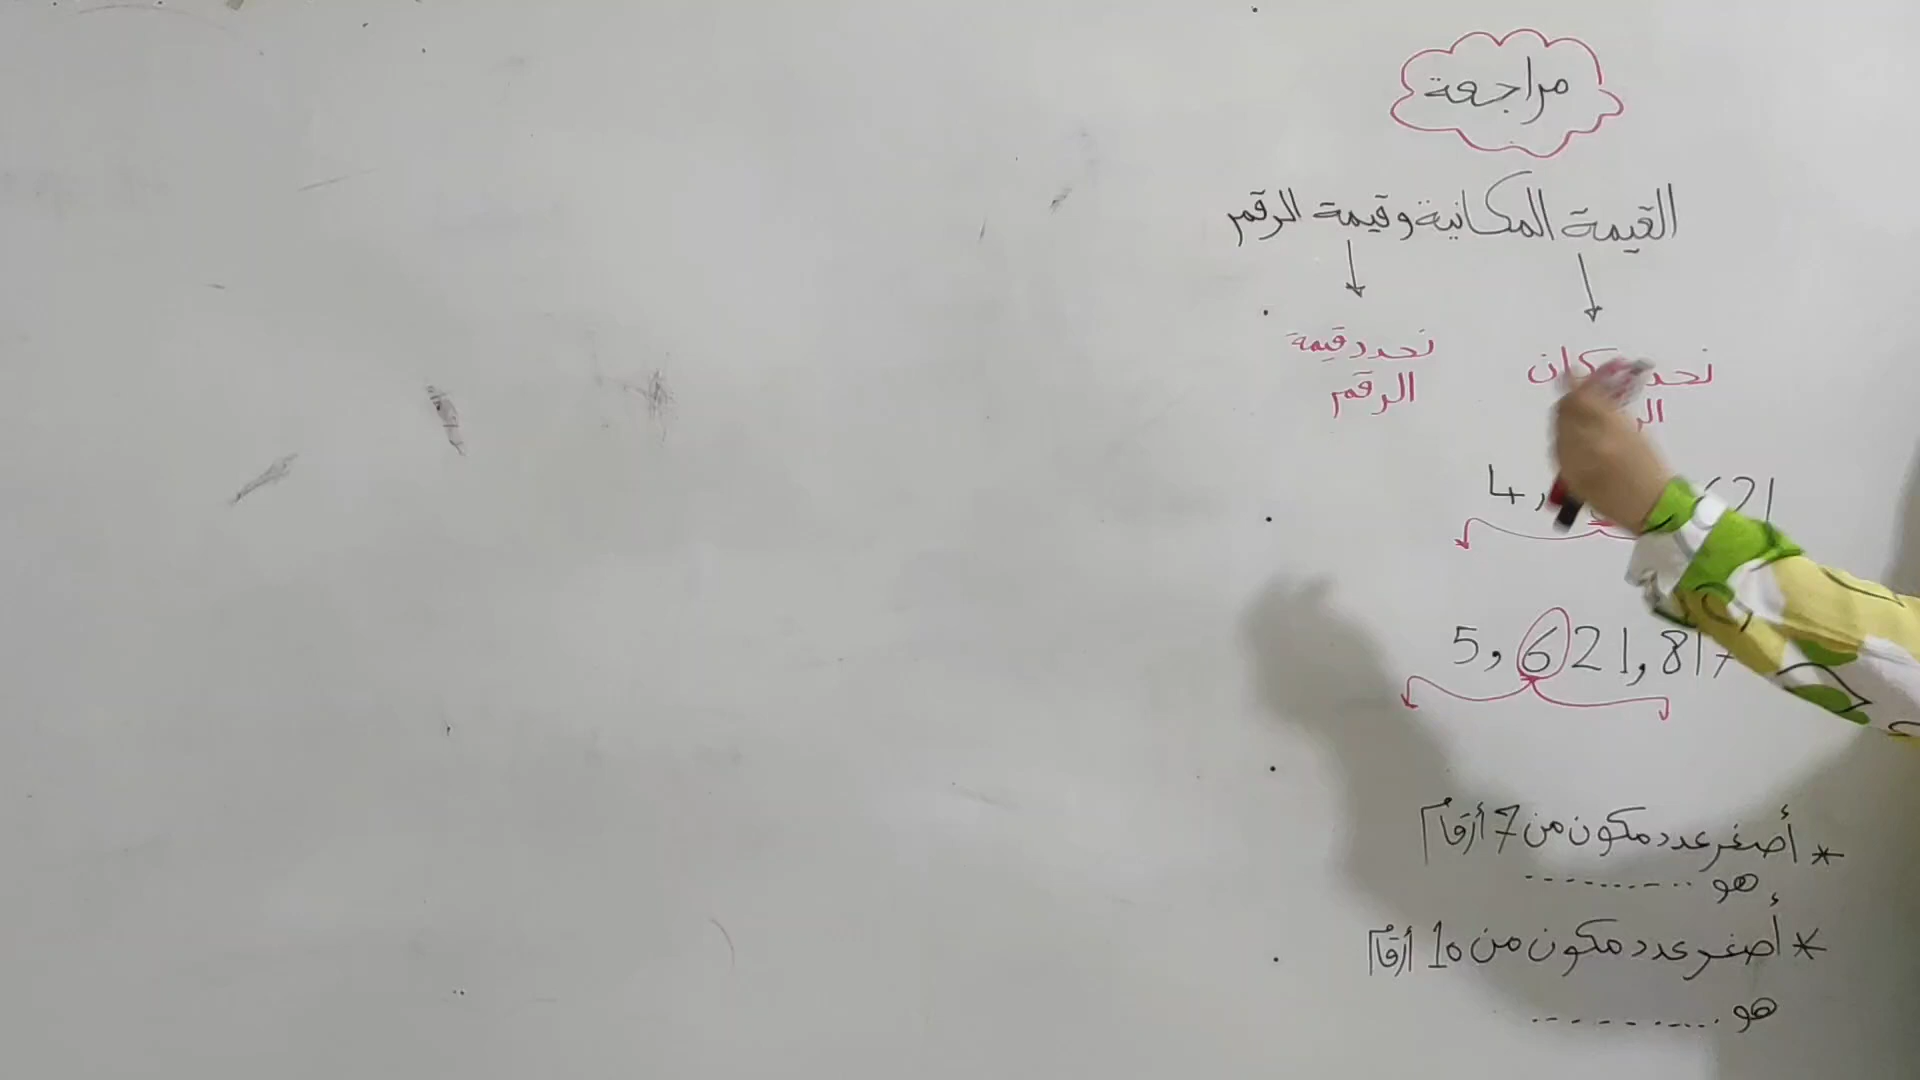 مراجعة
القيمة المكانية وقيمة الرقم
نحدد قيمة
الرقم
5,621,817
* أصغر عدد مكون من 7 أرقام
هو ..........
* أصغر عدد مكون من 10 أرقام
هو ..........